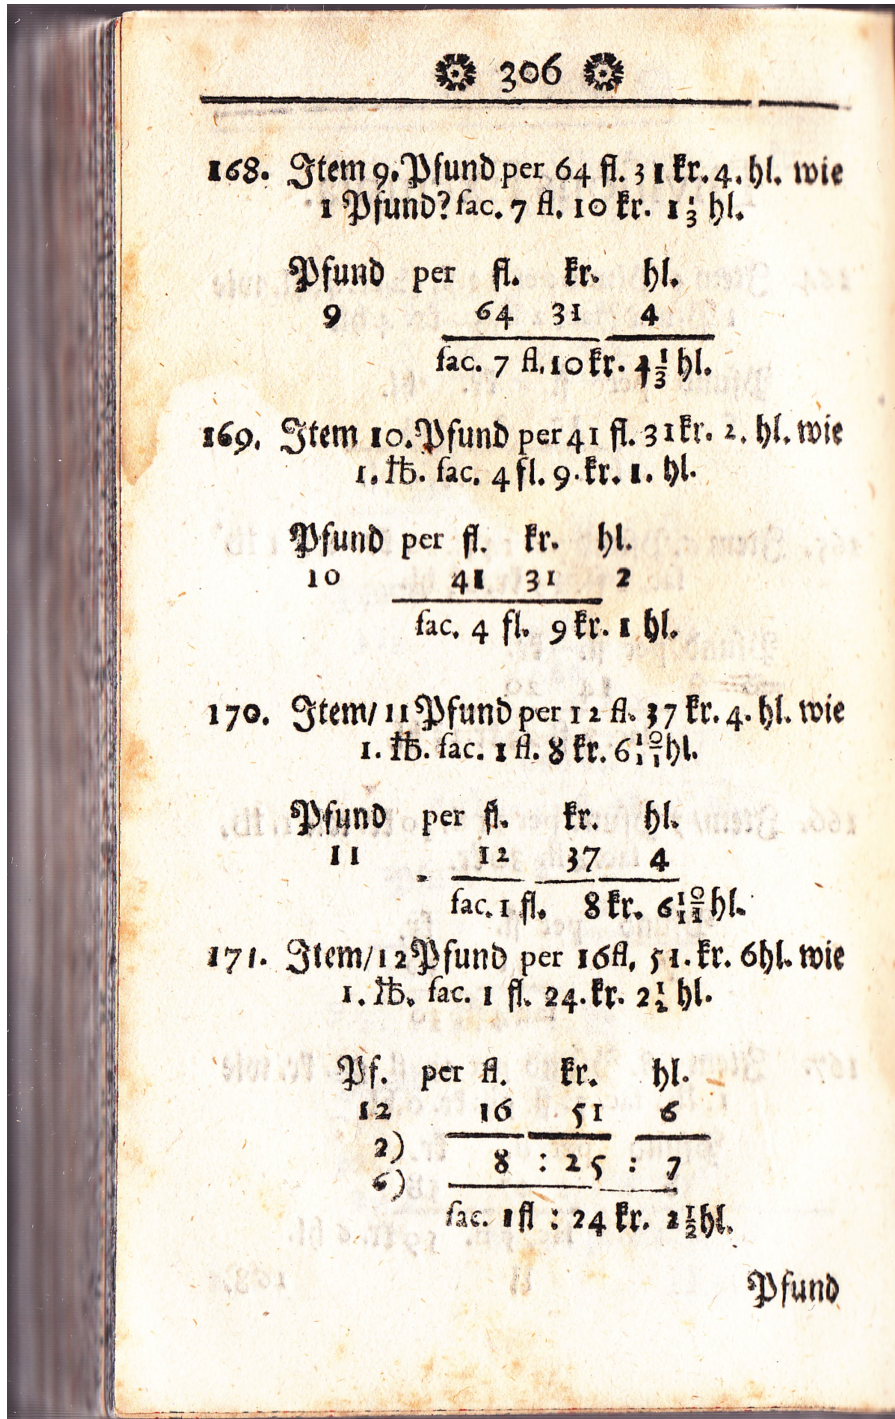 306
168. Item 9. Pfund per 64 fl. 31 kr. 4. hl. wie
1 Pfund? fac. 7 fl. 10 kr. 1 1/3 hl.
Pfund per fl. kr. hl.
9 64 31 4
fac. 7 fl. 10 kr. 4 1/3 hl.
169. Item 10. Pfund per 41 fl. 31 kr. 2. hl. wie
1. ℔. fac. 4 fl. 9. kr. 1. hl.
Pfund per fl. kr. hl.
10 41 31 2
fac. 4 fl. 9 kr. 1 hl.
170. Item/ 11 Pfund per 12 fl. 37 kr. 4. hl. wie
1. ℔. fac. 1 fl. 8 kr. 6 10/11 hl.
Pfund per fl. kr. hl.
11 12 37 4
fac. 1 fl. 8 kr. 6 10/11 hl.
171. Item/ 12 Pfund per 16 fl. 51. kr. 6 hl. wie
1. ℔. fac. 1 fl. 24. kr. 2 1/2 hl.
Pf. per fl. kr. hl.
12 16 51 6
2) 8 : 25 : 7
6)
fac. 1 fl : 24 kr. 2 1/2 hl.
Pfund